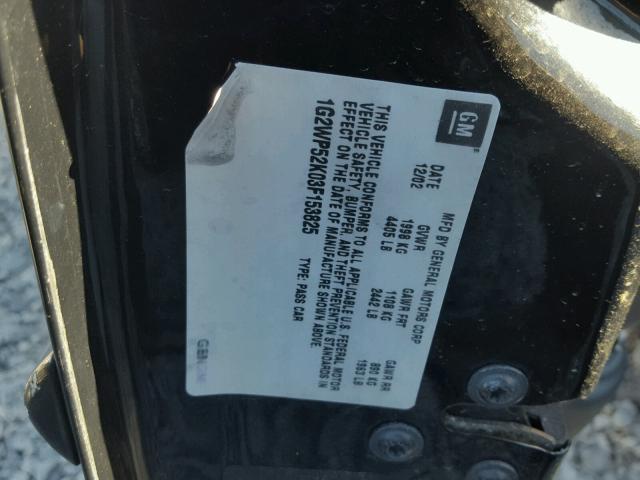 GM
MFD BY GENERAL MOTORS CORP
DATE GVWR GAWR FRT GAWR RR
12/02 1998 KG 1108 KG 890 KG
4405 LB 2442 LB 1963 LB
THIS VEHICLE CONFORMS TO ALL APPLICABLE U.S. FEDERAL MOTOR
VEHICLE SAFETY, BUMPER, AND THEFT PREVENTION STANDARDS IN
EFFECT ON THE DATE OF MANUFACTURE SHOWN ABOVE.
1G2WP52K03F153825 TYPE: PASS CAR